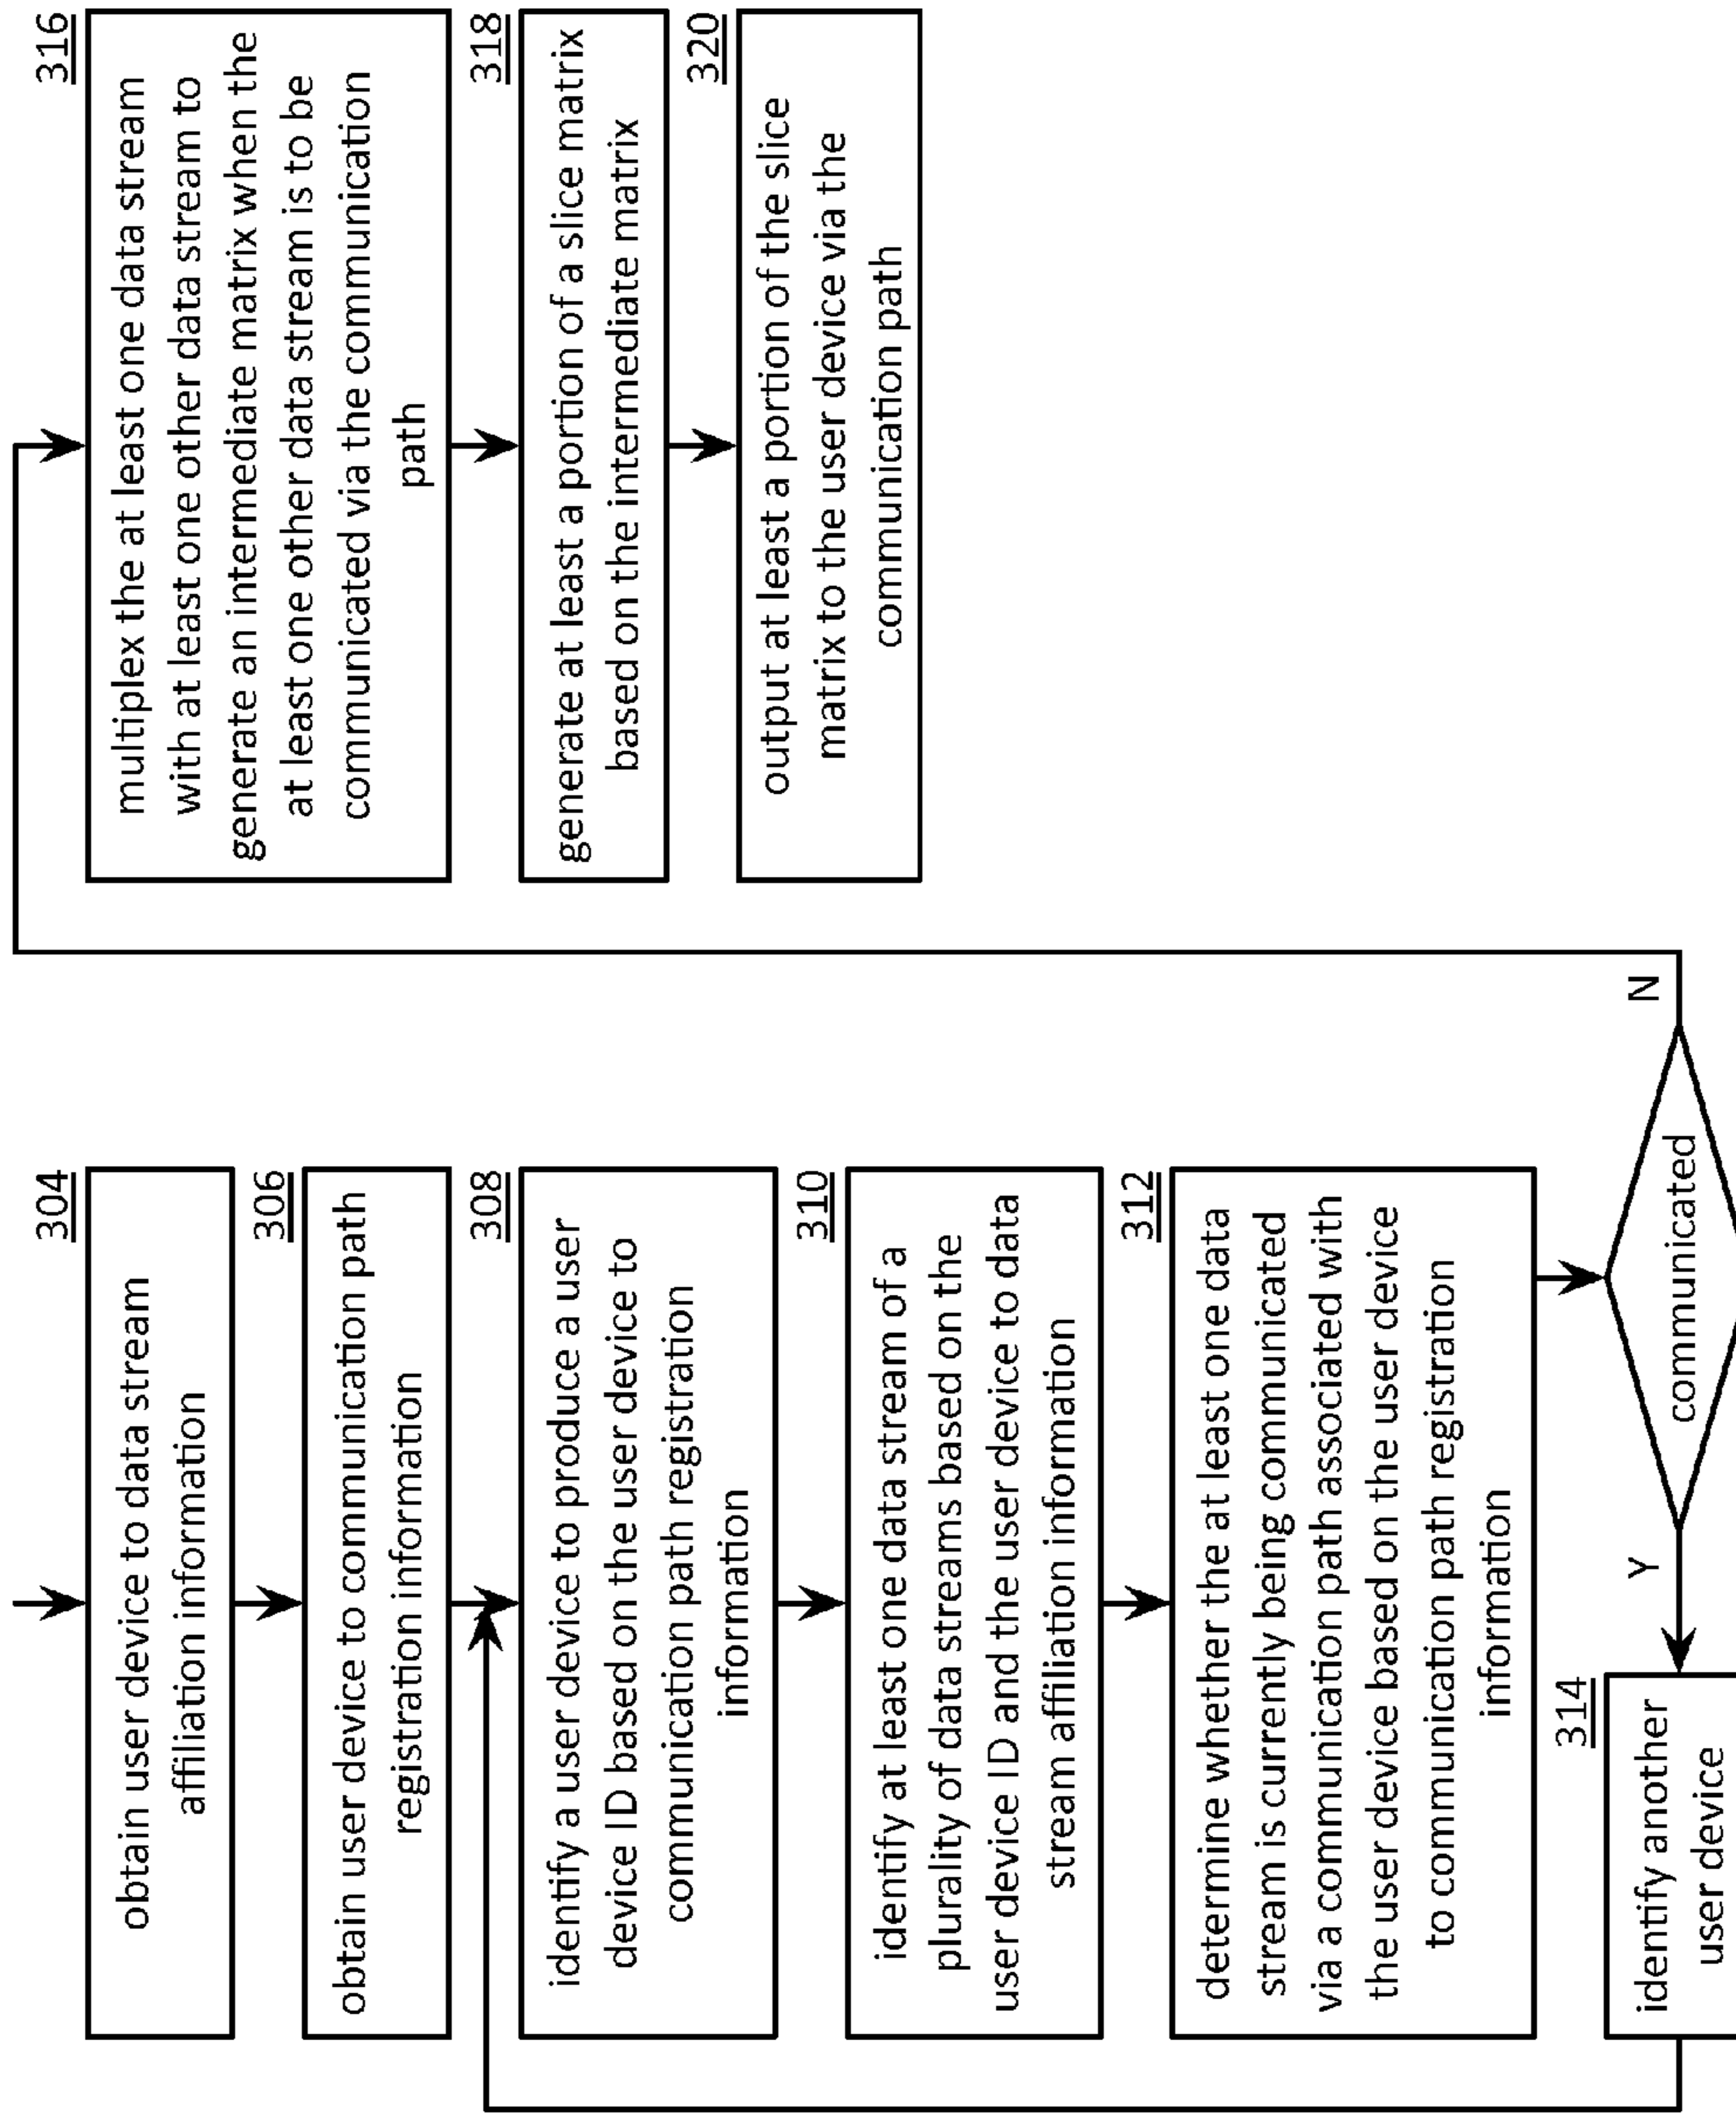 304
obtain user device to data stream
affiliation information
306
obtain user device to communication path
registration information
308
identify a user device to produce a user
device ID based on the user device to
communication path registration
information
310
identify at least one data stream of a
plurality of data streams based on the
user device ID and the user device to data
stream affiliation information
312
determine whether the at least one data
stream is currently being communicated
via a communication path associated with
the user device based on the user device
to communication path registration
information
314
identify another
user device
Y
communicated
N
316
multiplex the at least one data stream
with at least one other data stream to
generate an intermediate matrix when the
at least one other data stream is to be
communicated via the communication
path
318
generate at least a portion of a slice matrix
based on the intermediate matrix
320
output at least a portion of the slice
matrix to the user device via the
communication path